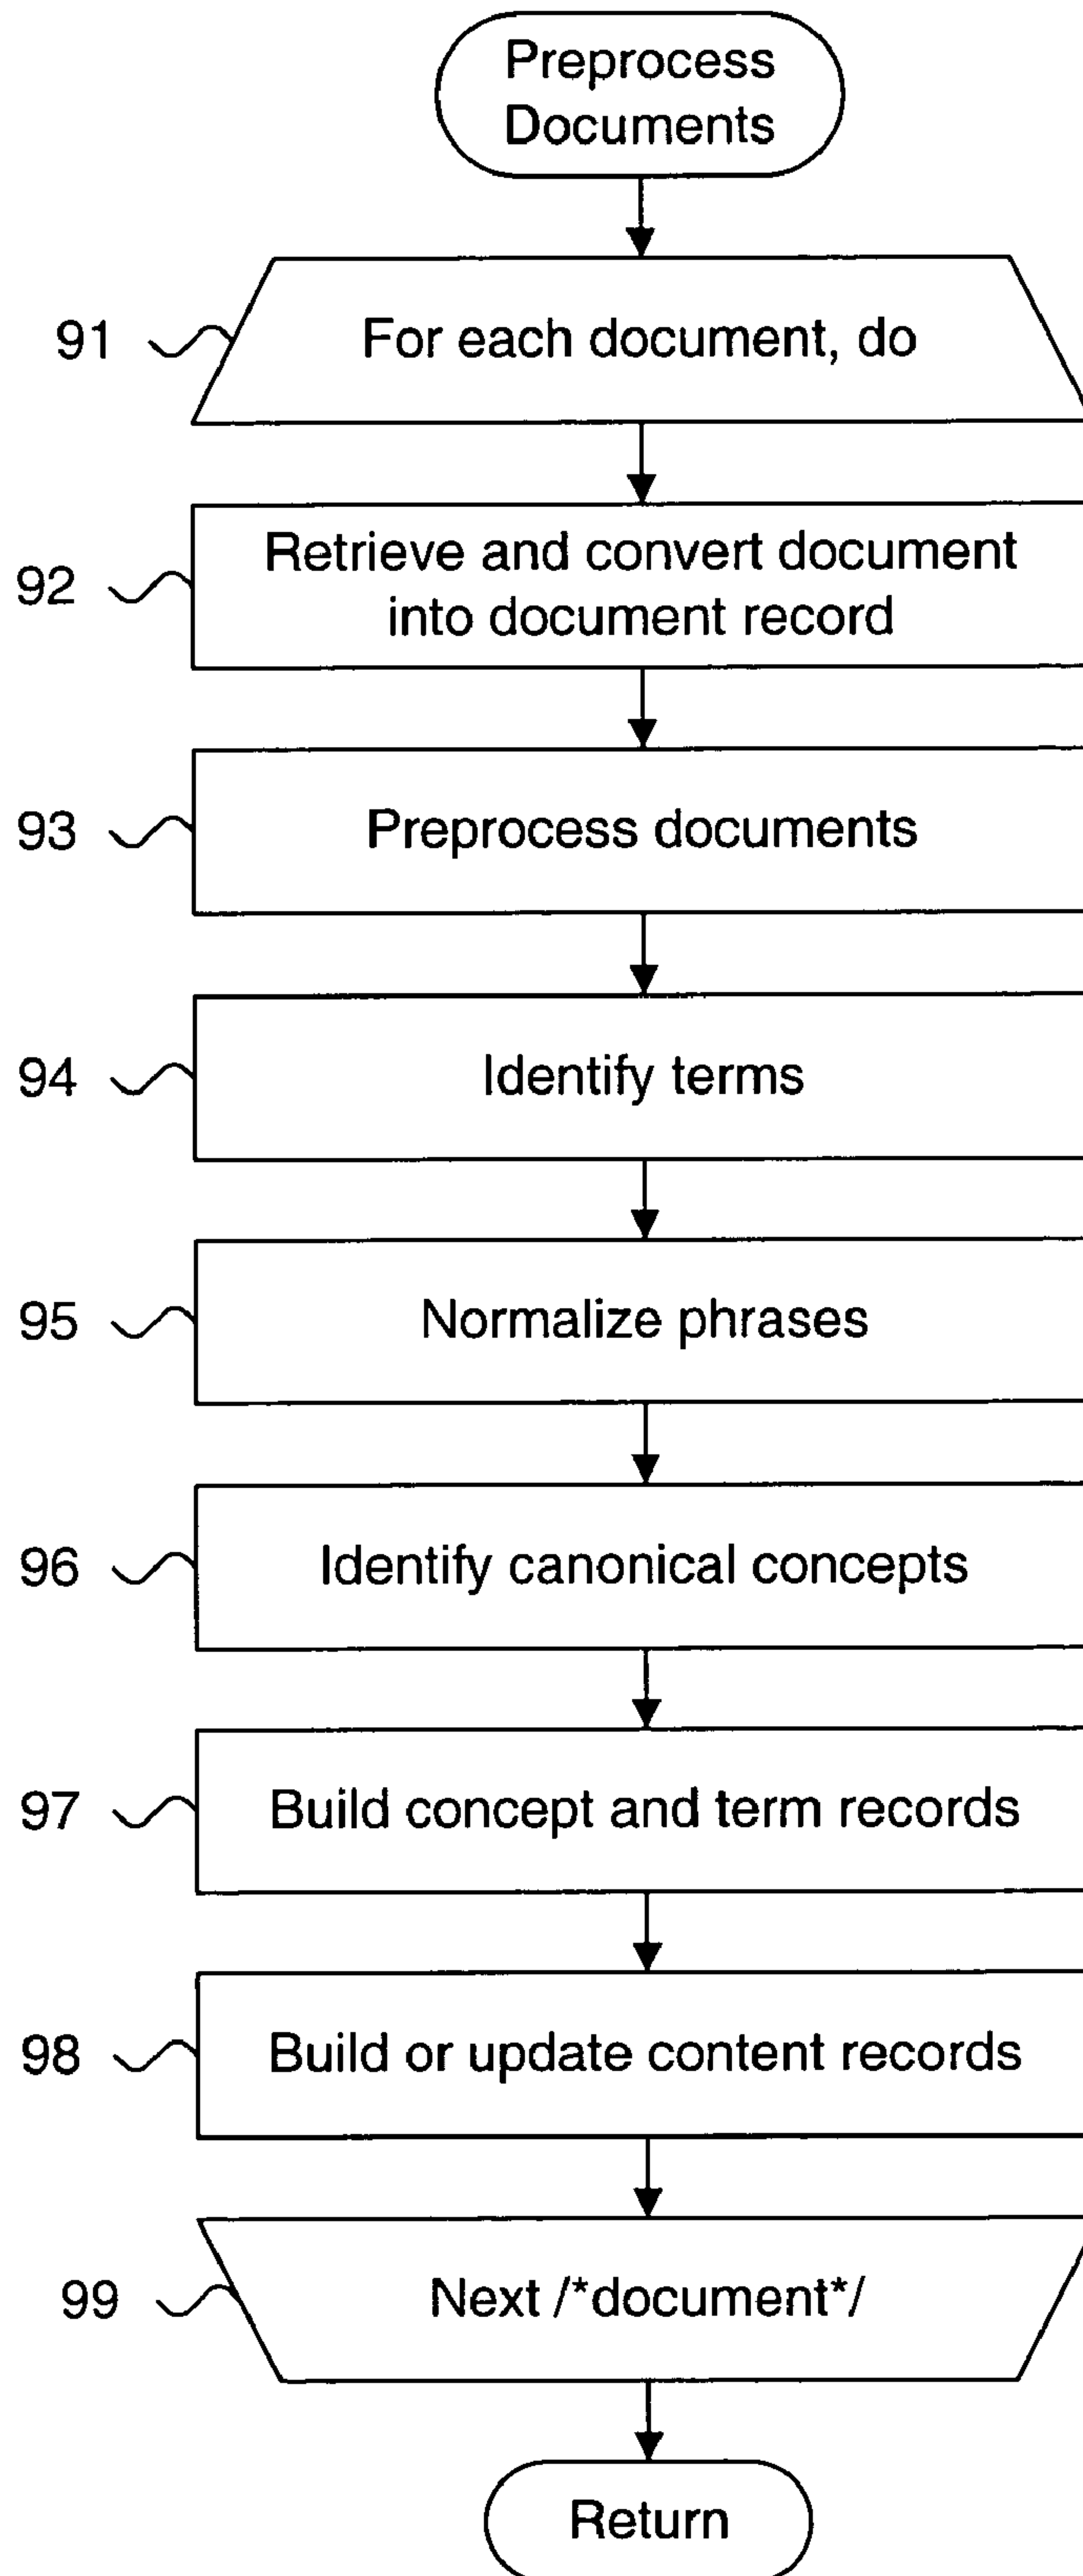 Preprocess
Documents
91
For each document, do
92
Retrieve and convert document
into document record
93
Preprocess documents
94
Identify terms
95
Normalize phrases
96
Identify canonical concepts
97
Build concept and term records
98
Build or update content records
99
Next /*document*/
Return